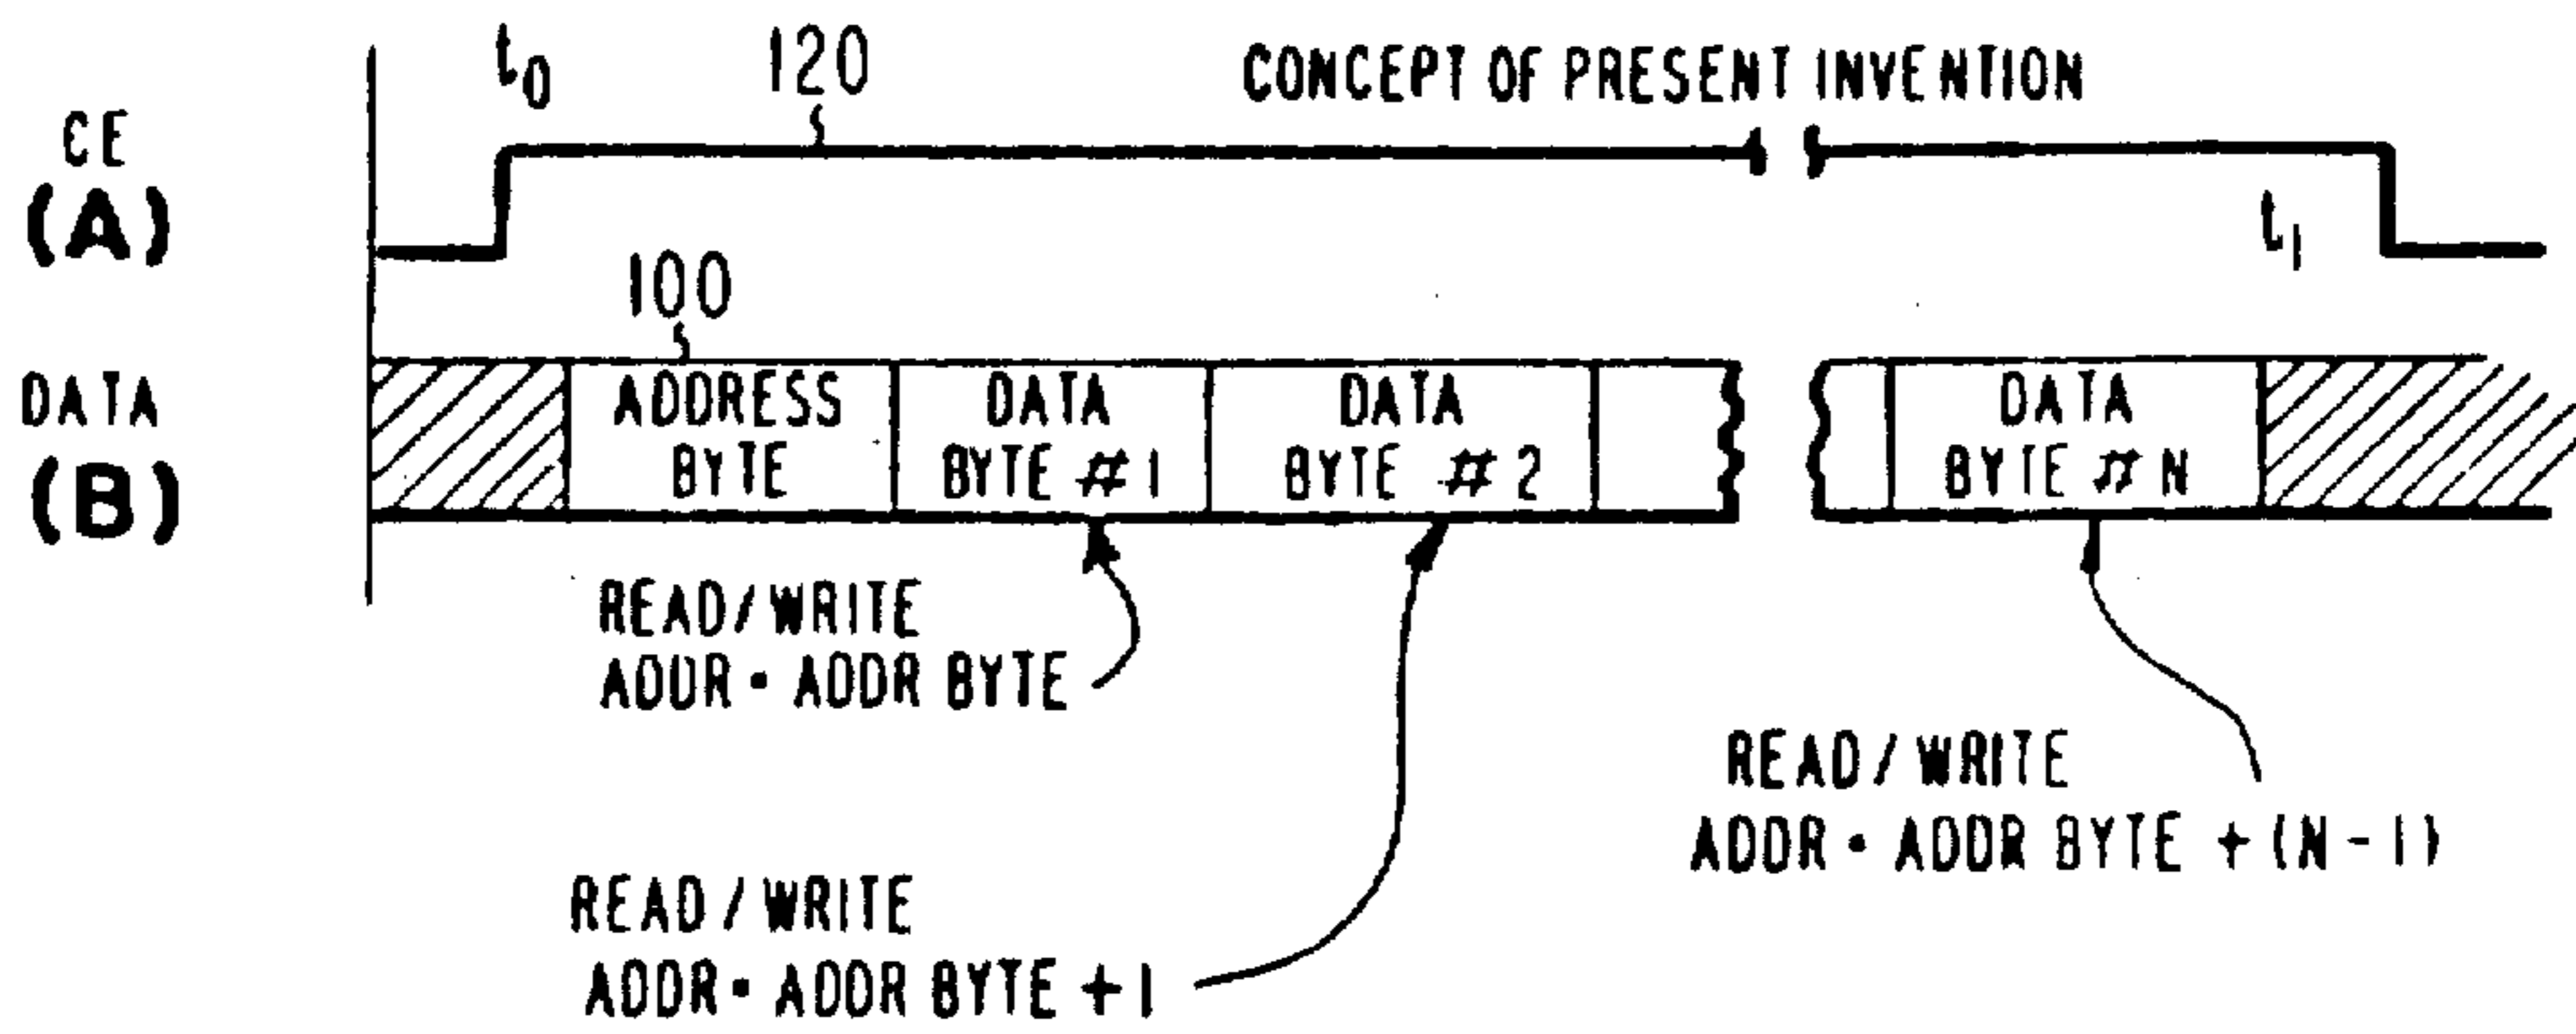 t0 120 CONCEPT OF PRESENT INVENTION
CE
(A)
t1
100
DATA
(B)
ADDRESS
BYTE
DATA
BYTE #1
DATA
BYTE #2
DATA
BYTE #N
READ/WRITE
ADDR • ADDR BYTE
READ/WRITE
ADDR • ADDR BYTE + (N-1)
READ/WRITE
ADDR • ADDR BYTE +1